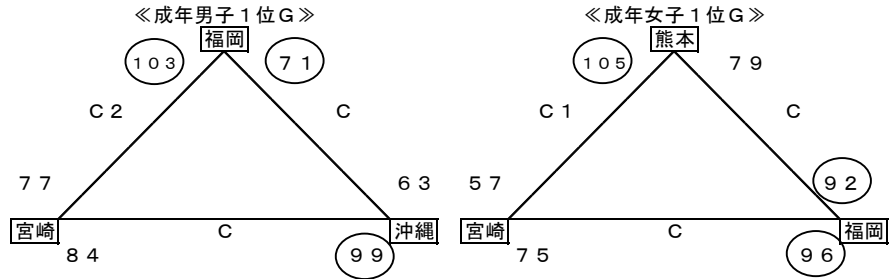 ≪成年男子1位G≫ ≪成年女子1位G≫
福岡 熊本
103 71 105 79
C2 C C1 C
77 63 57 92
宮崎 C 沖縄 宮崎 C 福岡
84 99 75 96